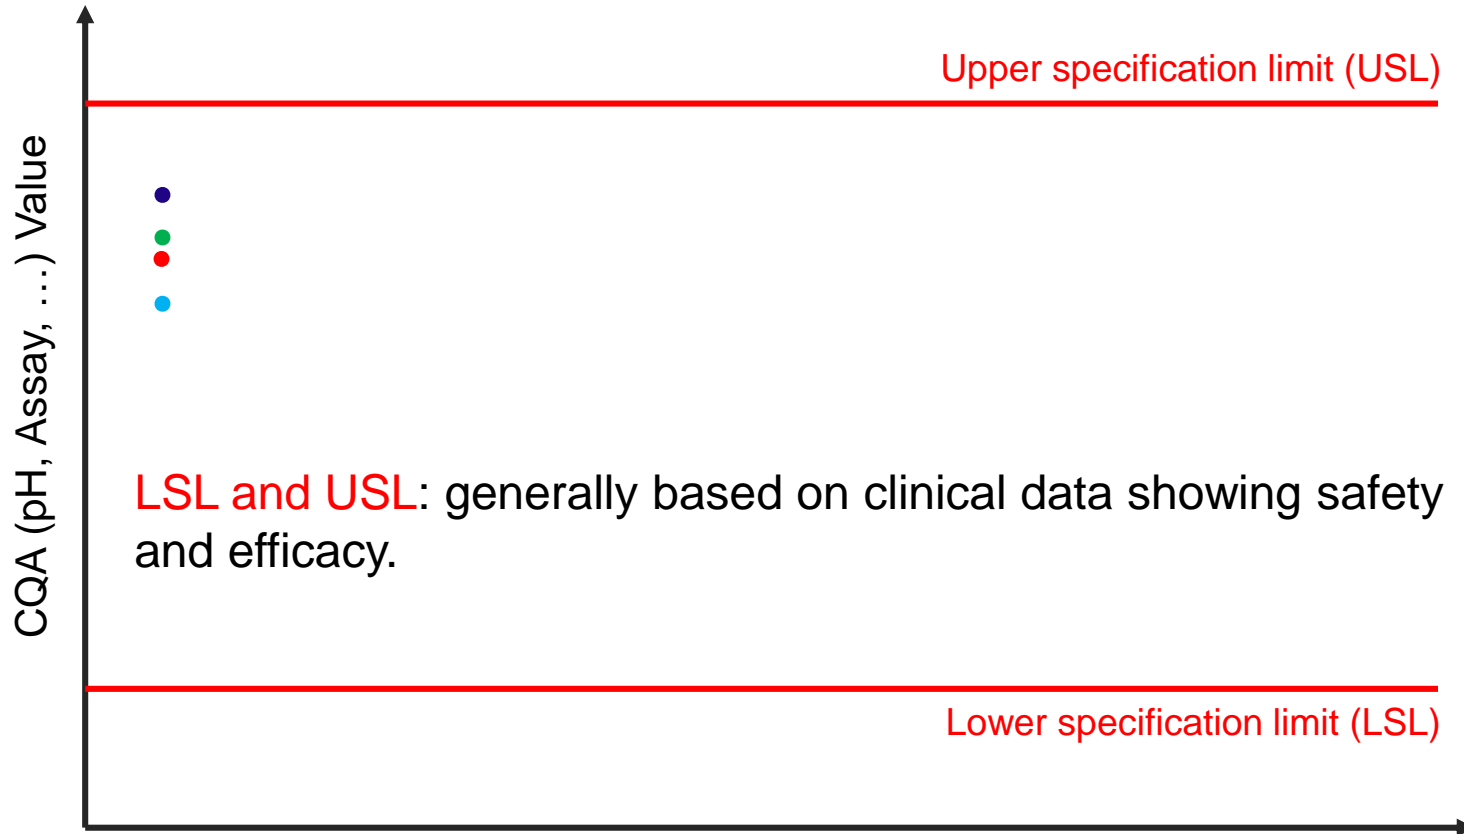 Upper specification limit (USL)
CQA (pH, Assay, …) Value
LSL and USL: generally based on clinical data showing safety
and efficacy.
Lower specification limit (LSL)